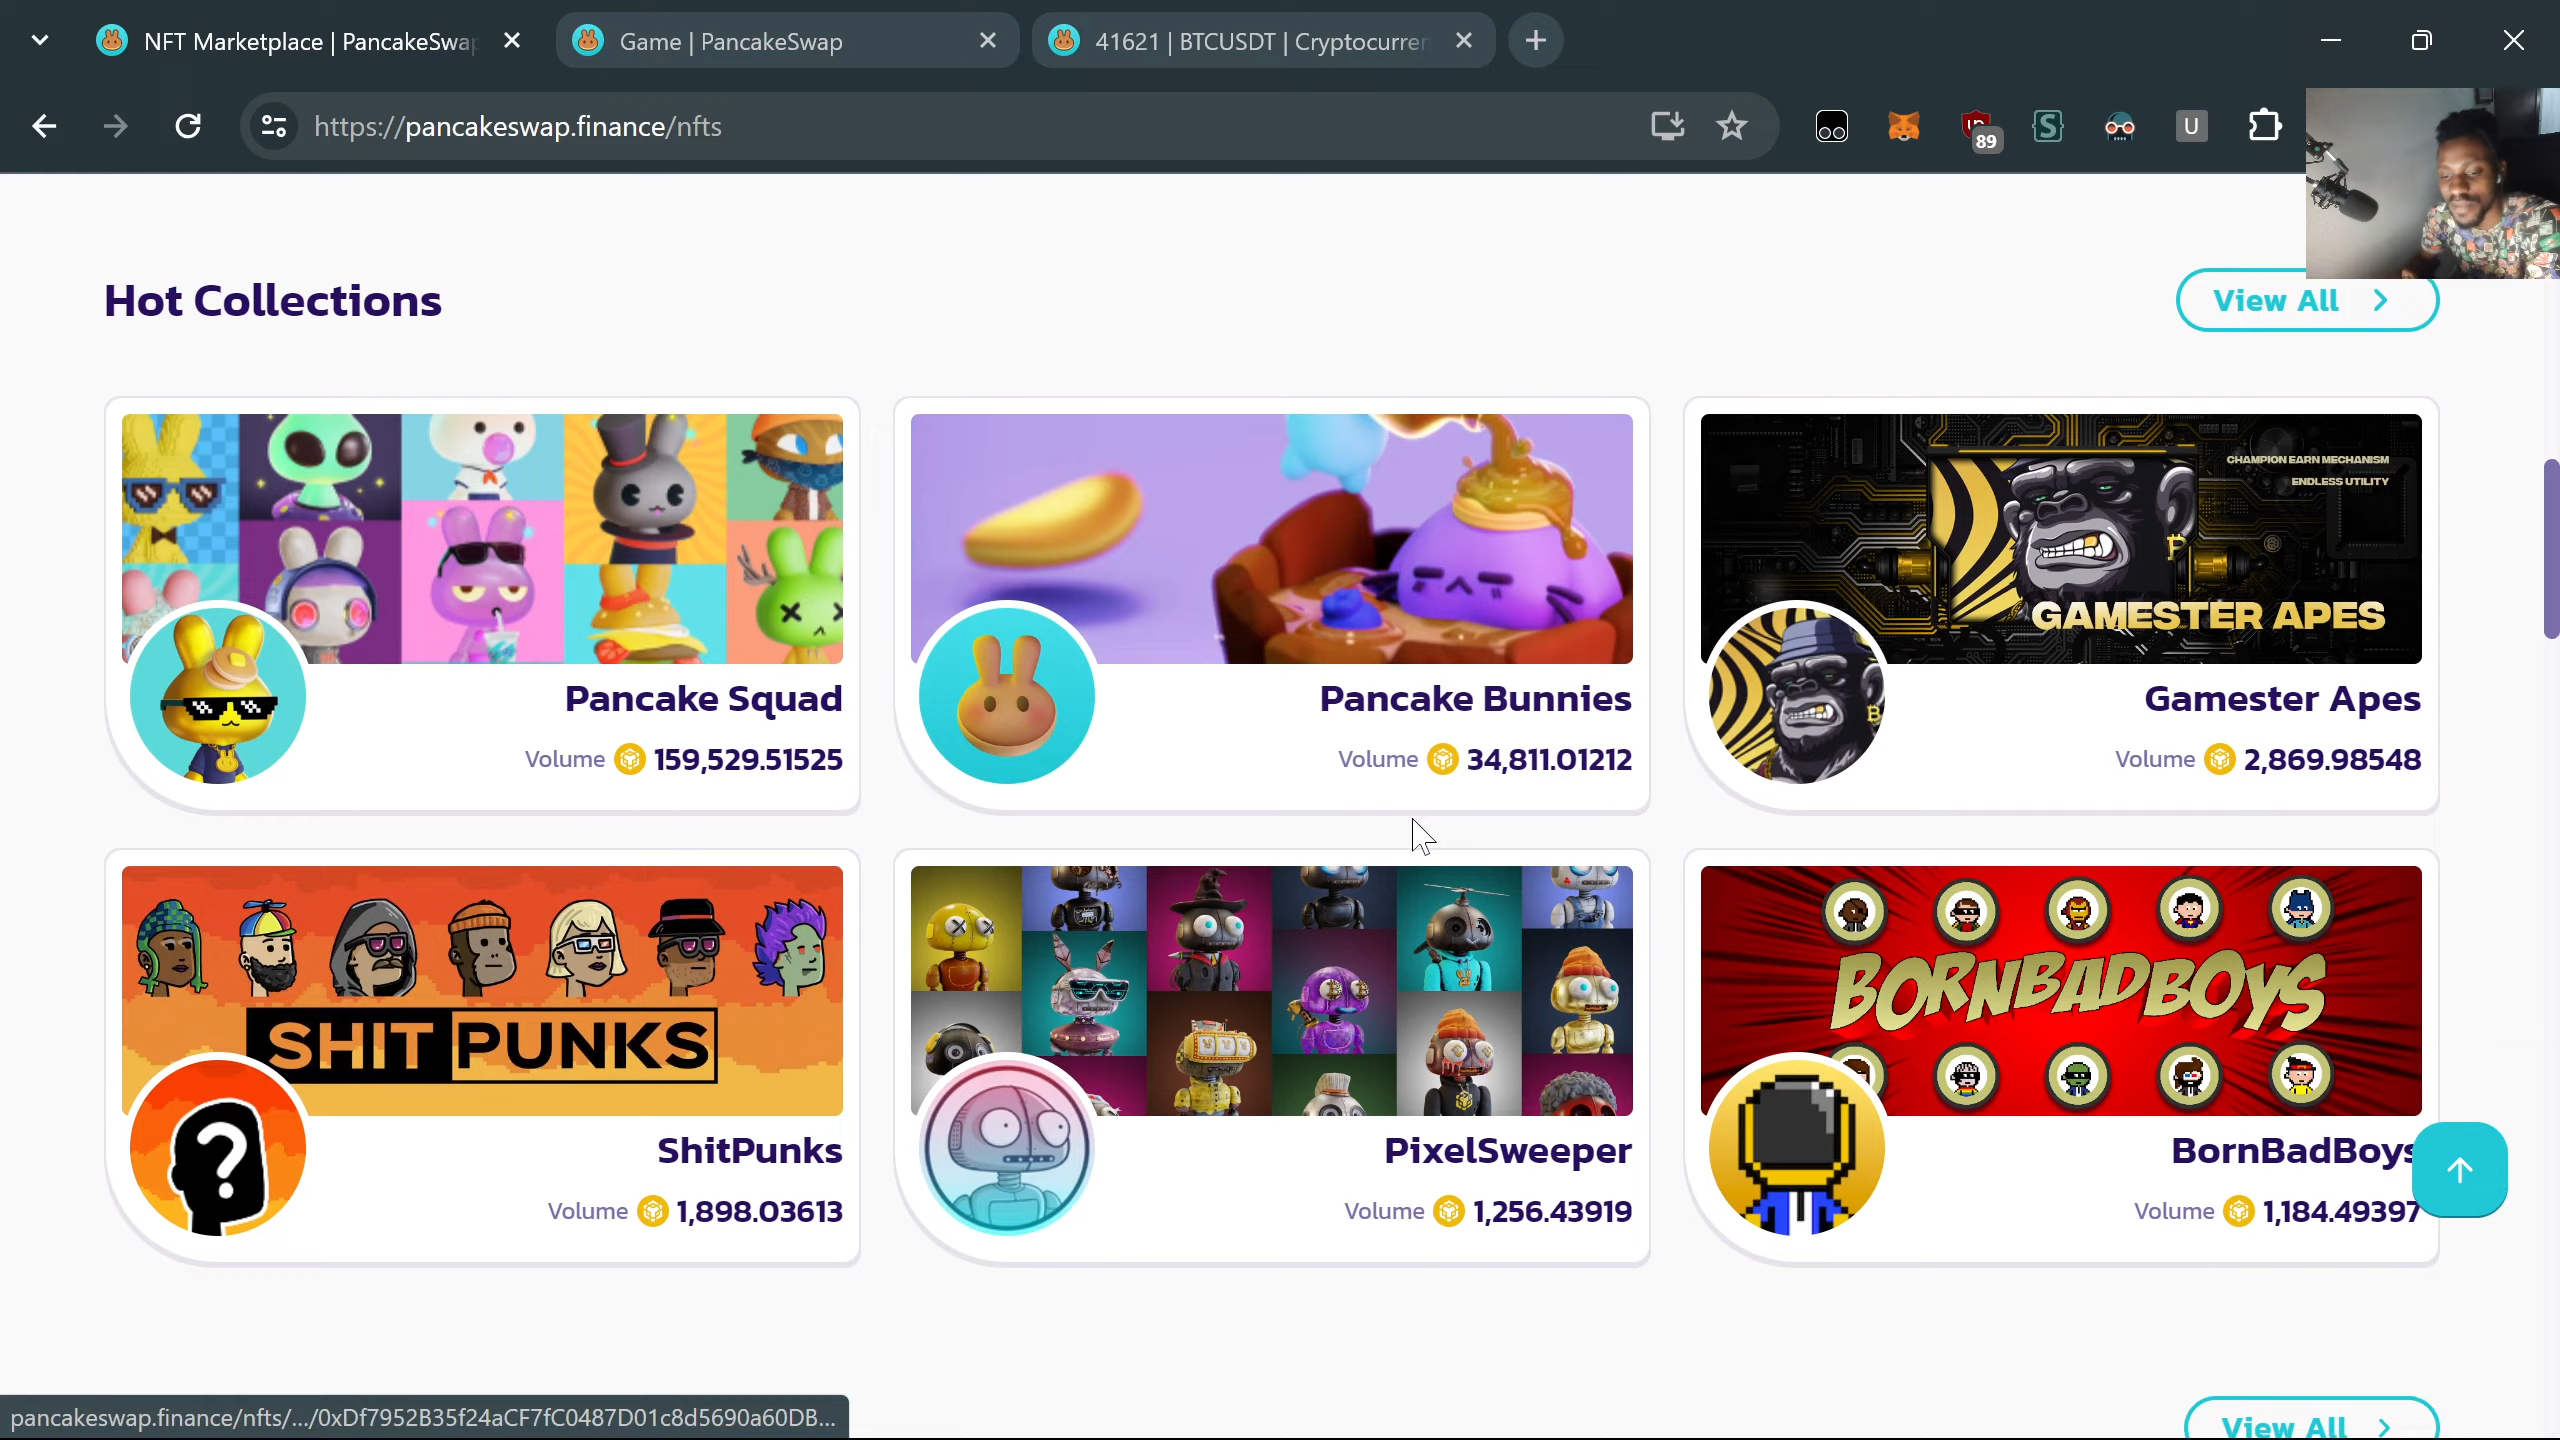 NFT Marketplace | PancakeSwap
Game | PancakeSwap
41621 | BTCUSDT | Cryptocurren
https://pancakeswap.finance/nfts
89
U
Hot Collections
View All
CHAMPION EARN MECHANISM
ENDLESS UTILITY
GAMESTER APES
Pancake Squad
Volume 159,529.51525
Pancake Bunnies
Volume 34,811.01212
Gamester Apes
Volume 2,869.98548
SHIT PUNKS
BORNBADBOYS
ShitPunks
Volume 1,898.03613
PixelSweeper
Volume 1,256.43919
BornBadBoys
Volume 1,184.49397
pancakeswap.finance/nfts/.../0xDf7952B35f24aCF7fC0487D01c8d5690a60DB...
View All